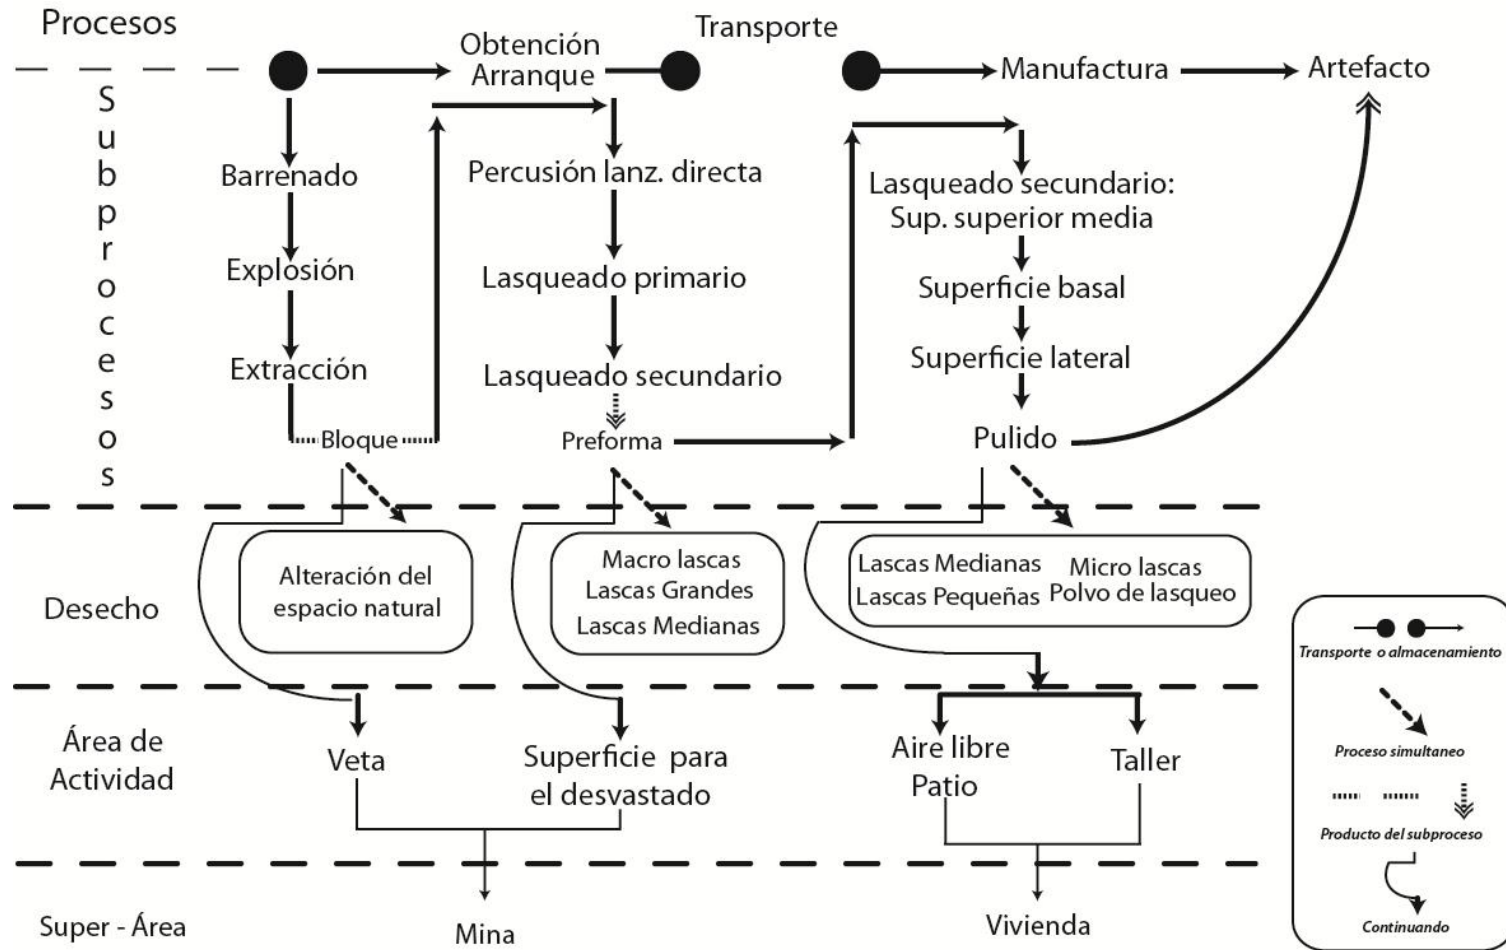 Procesos
Obtención
Arranque
Transporte
Manufactura
Artefacto
Subprocesos
Barrenado
Explosión
Extracción
Bloque
Percusión lanz. directa
Lasqueado primario
Lasqueado secundario
Preforma
Lasqueado secundario:
Sup. superior media
Superficie basal
Superficie lateral
Pulido
Desecho
Alteración del
espacio natural
Macro lascas
Lascas Grandes
Lascas Medianas
Lascas Medianas
Lascas Pequeñas
Micro lascas
Polvo de lasqueo
Área de
Actividad
Veta
Superficie para
el desvastado
Aire libre
Patio
Taller
Super - Área
Mina
Vivienda
Transporte o almacenamiento
Proceso simultaneo
Producto del subproceso
Continuando